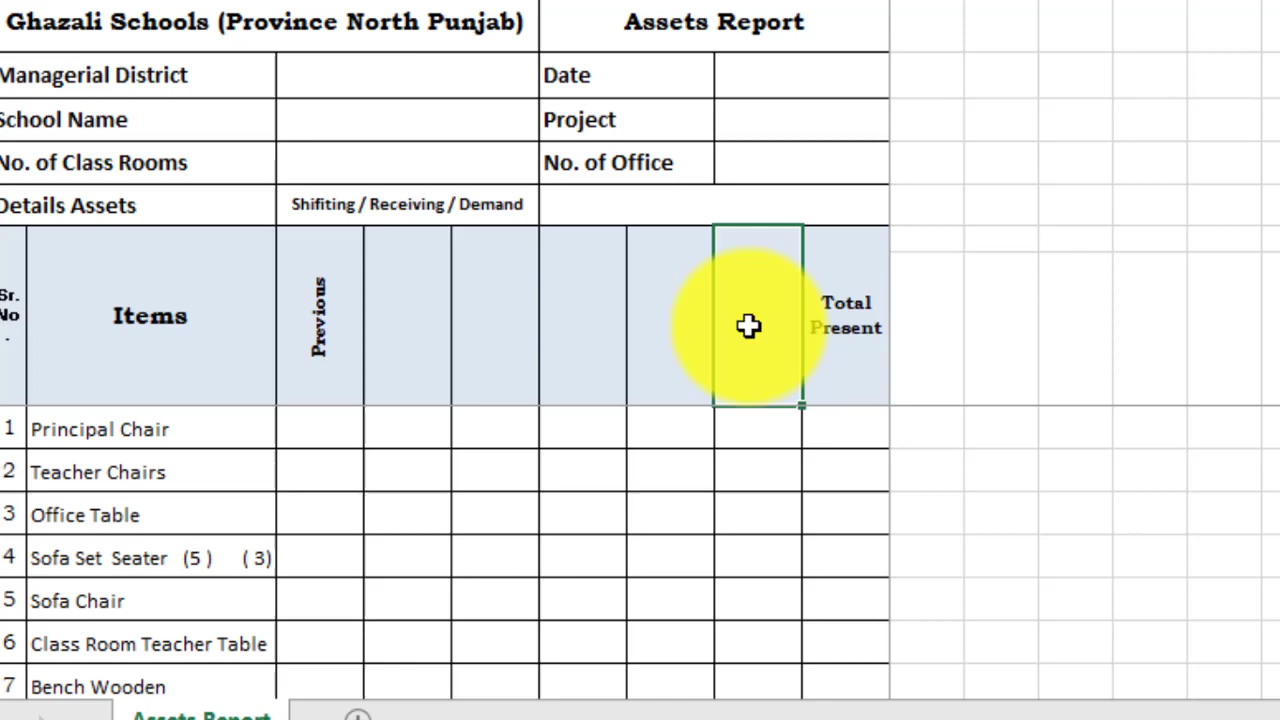 Ghazali Schools (Province North Punjab) Assets Report
Managerial District Date
School Name Project
No. of Class Rooms No. of Office
Details Assets Shifiting / Receiving / Demand
Sr. No . Items Previous Total Present
1 Principal Chair
2 Teacher Chairs
3 Office Table
4 Sofa Set Seater (5 ) ( 3)
5 Sofa Chair
6 Class Room Teacher Table
7 Bench Wooden
Assets Report